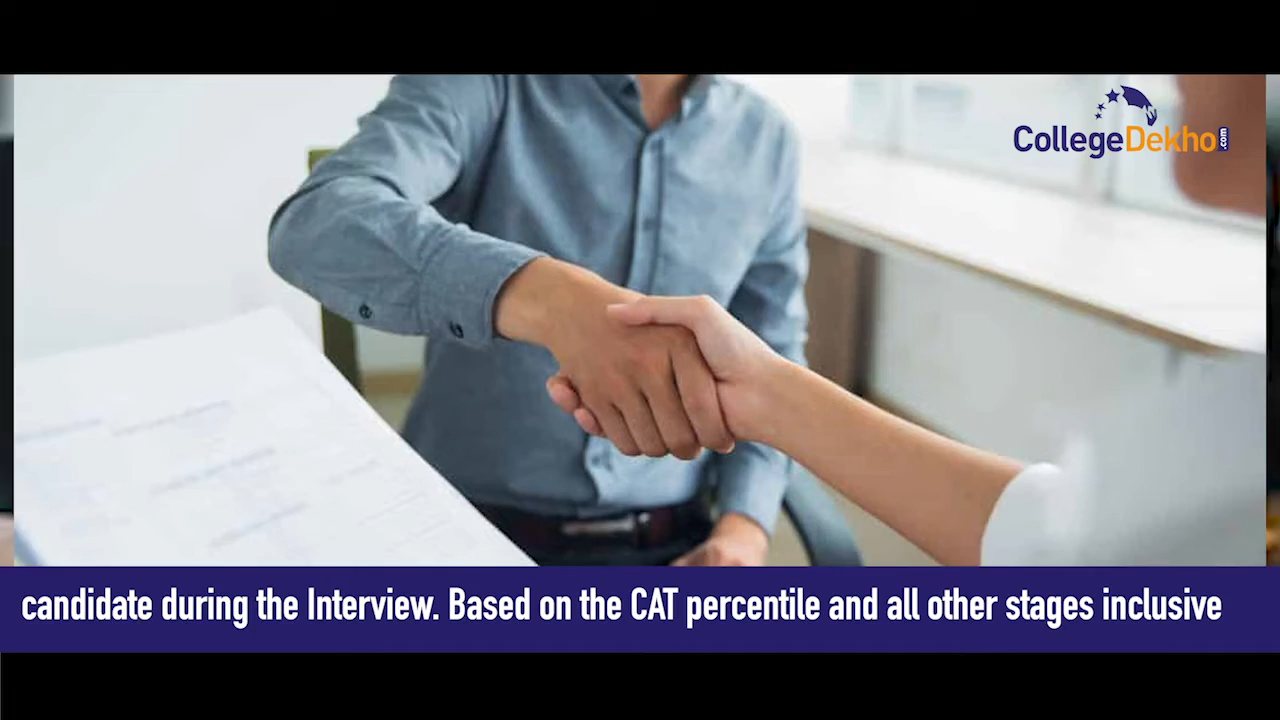 CollegeDekho.com
candidate during the Interview. Based on the CAT percentile and all other stages inclusive